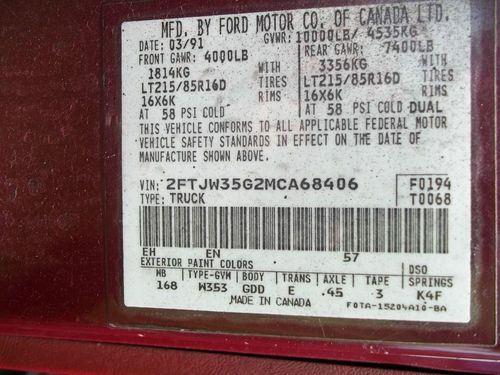 MFD. BY FORD MOTOR CO. OF CANADA LTD.
DATE: 03/91 GVWR: 10000LB/ 4535KG
FRONT GAWR: 4000LB REAR GAWR: 7400LB
1814KG WITH 3356KG WITH
LT215/85R16D TIRES LT215/85R16D TIRES
16X6K RIMS 16X6K RIMS
AT 58 PSI COLD AT 58 PSI COLD DUAL
THIS VEHICLE CONFORMS TO ALL APPLICABLE FEDERAL MOTOR
VEHICLE SAFETY STANDARDS IN EFFECT ON THE DATE OF
MANUFACTURE SHOWN ABOVE.
VIN: 2FTJW35G2MCA68406 F0194
TYPE: TRUCK T0068
EH EN 57
EXTERIOR PAINT COLORS DSO
WB TYPE-GVM BODY TRANS AXLE TAPE SPRINGS
168 W353 GDD E .45 3 K4F
MADE IN CANADA FOTA-15204A10-BA